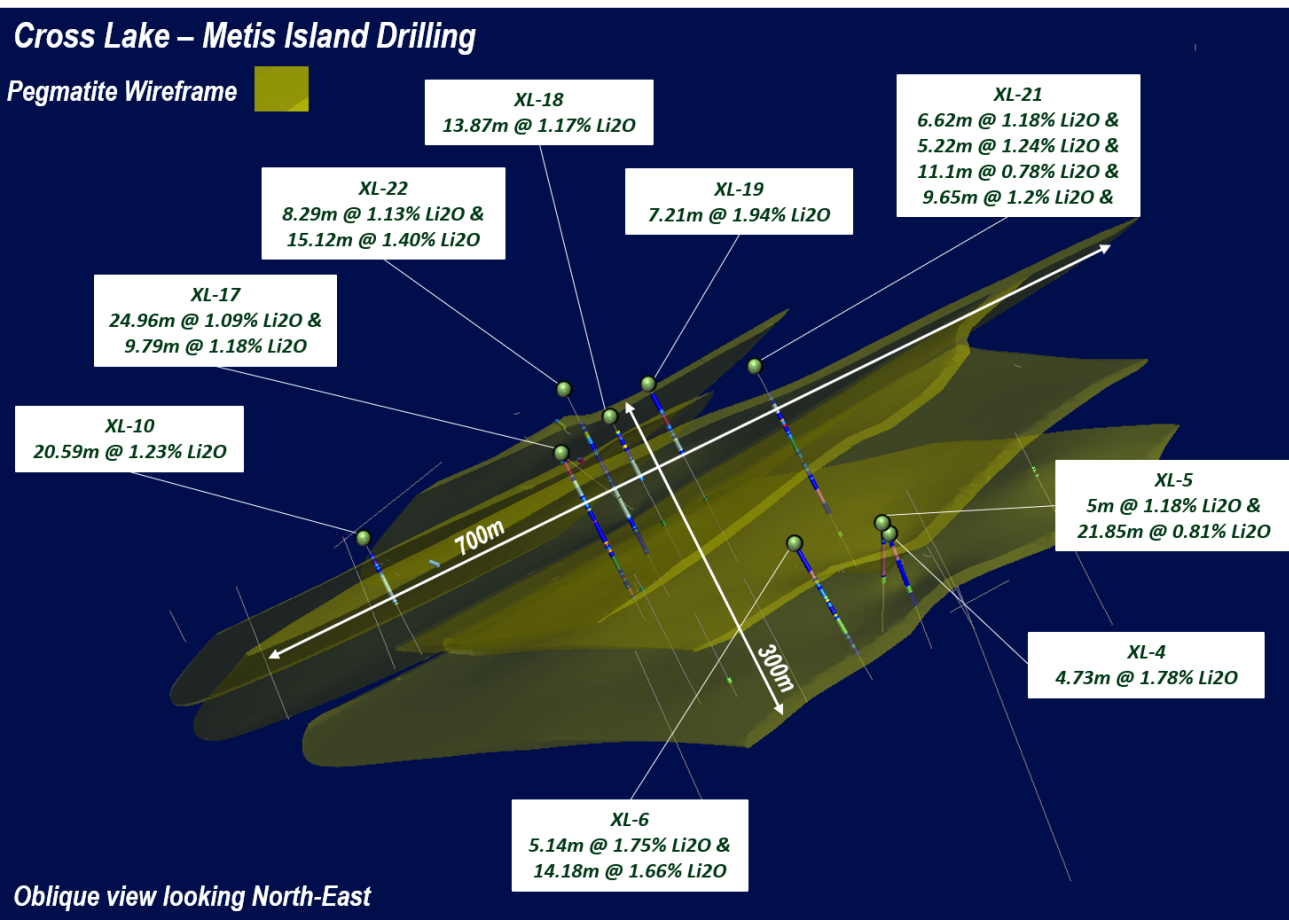 Cross Lake – Metis Island Drilling
Pegmatite Wireframe
XL-18
13.87m @ 1.17% Li2O
XL-21
6.62m @ 1.18% Li2O &
5.22m @ 1.24% Li2O &
11.1m @ 0.78% Li2O &
9.65m @ 1.2% Li2O &
XL-22
8.29m @ 1.13% Li2O &
15.12m @ 1.40% Li2O
XL-19
7.21m @ 1.94% Li2O
XL-17
24.96m @ 1.09% Li2O &
9.79m @ 1.18% Li2O
XL-10
20.59m @ 1.23% Li2O
700m
300m
XL-5
5m @ 1.18% Li2O &
21.85m @ 0.81% Li2O
XL-4
4.73m @ 1.78% Li2O
XL-6
5.14m @ 1.75% Li2O &
14.18m @ 1.66% Li2O
Oblique view looking North-East